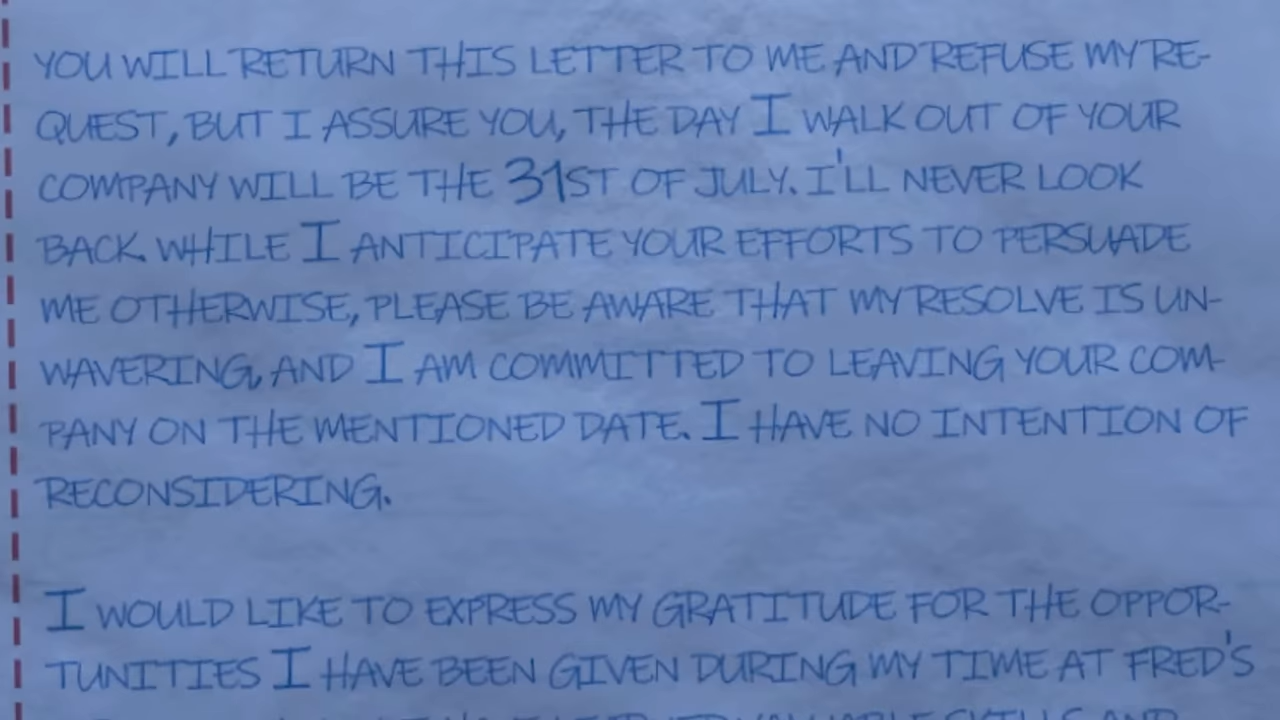 YOU WILL RETURN THIS LETTER TO ME AND REFUSE MY RE-
QUEST, BUT I ASSURE YOU, THE DAY I WALK OUT OF YOUR
COMPANY WILL BE THE 31ST OF JULY. I'LL NEVER LOOK
BACK. WHILE I ANTICIPATE YOUR EFFORTS TO PERSUADE
ME OTHERWISE, PLEASE BE AWARE THAT MY RESOLVE IS UN-
WAVERING, AND I AM COMMITTED TO LEAVING YOUR COM-
PANY ON THE MENTIONED DATE. I HAVE NO INTENTION OF
RECONSIDERING.
I WOULD LIKE TO EXPRESS MY GRATITUDE FOR THE OPPOR-
TUNITIES I HAVE BEEN GIVEN DURING MY TIME AT FRED'S
VALUABLE SKILLS AND